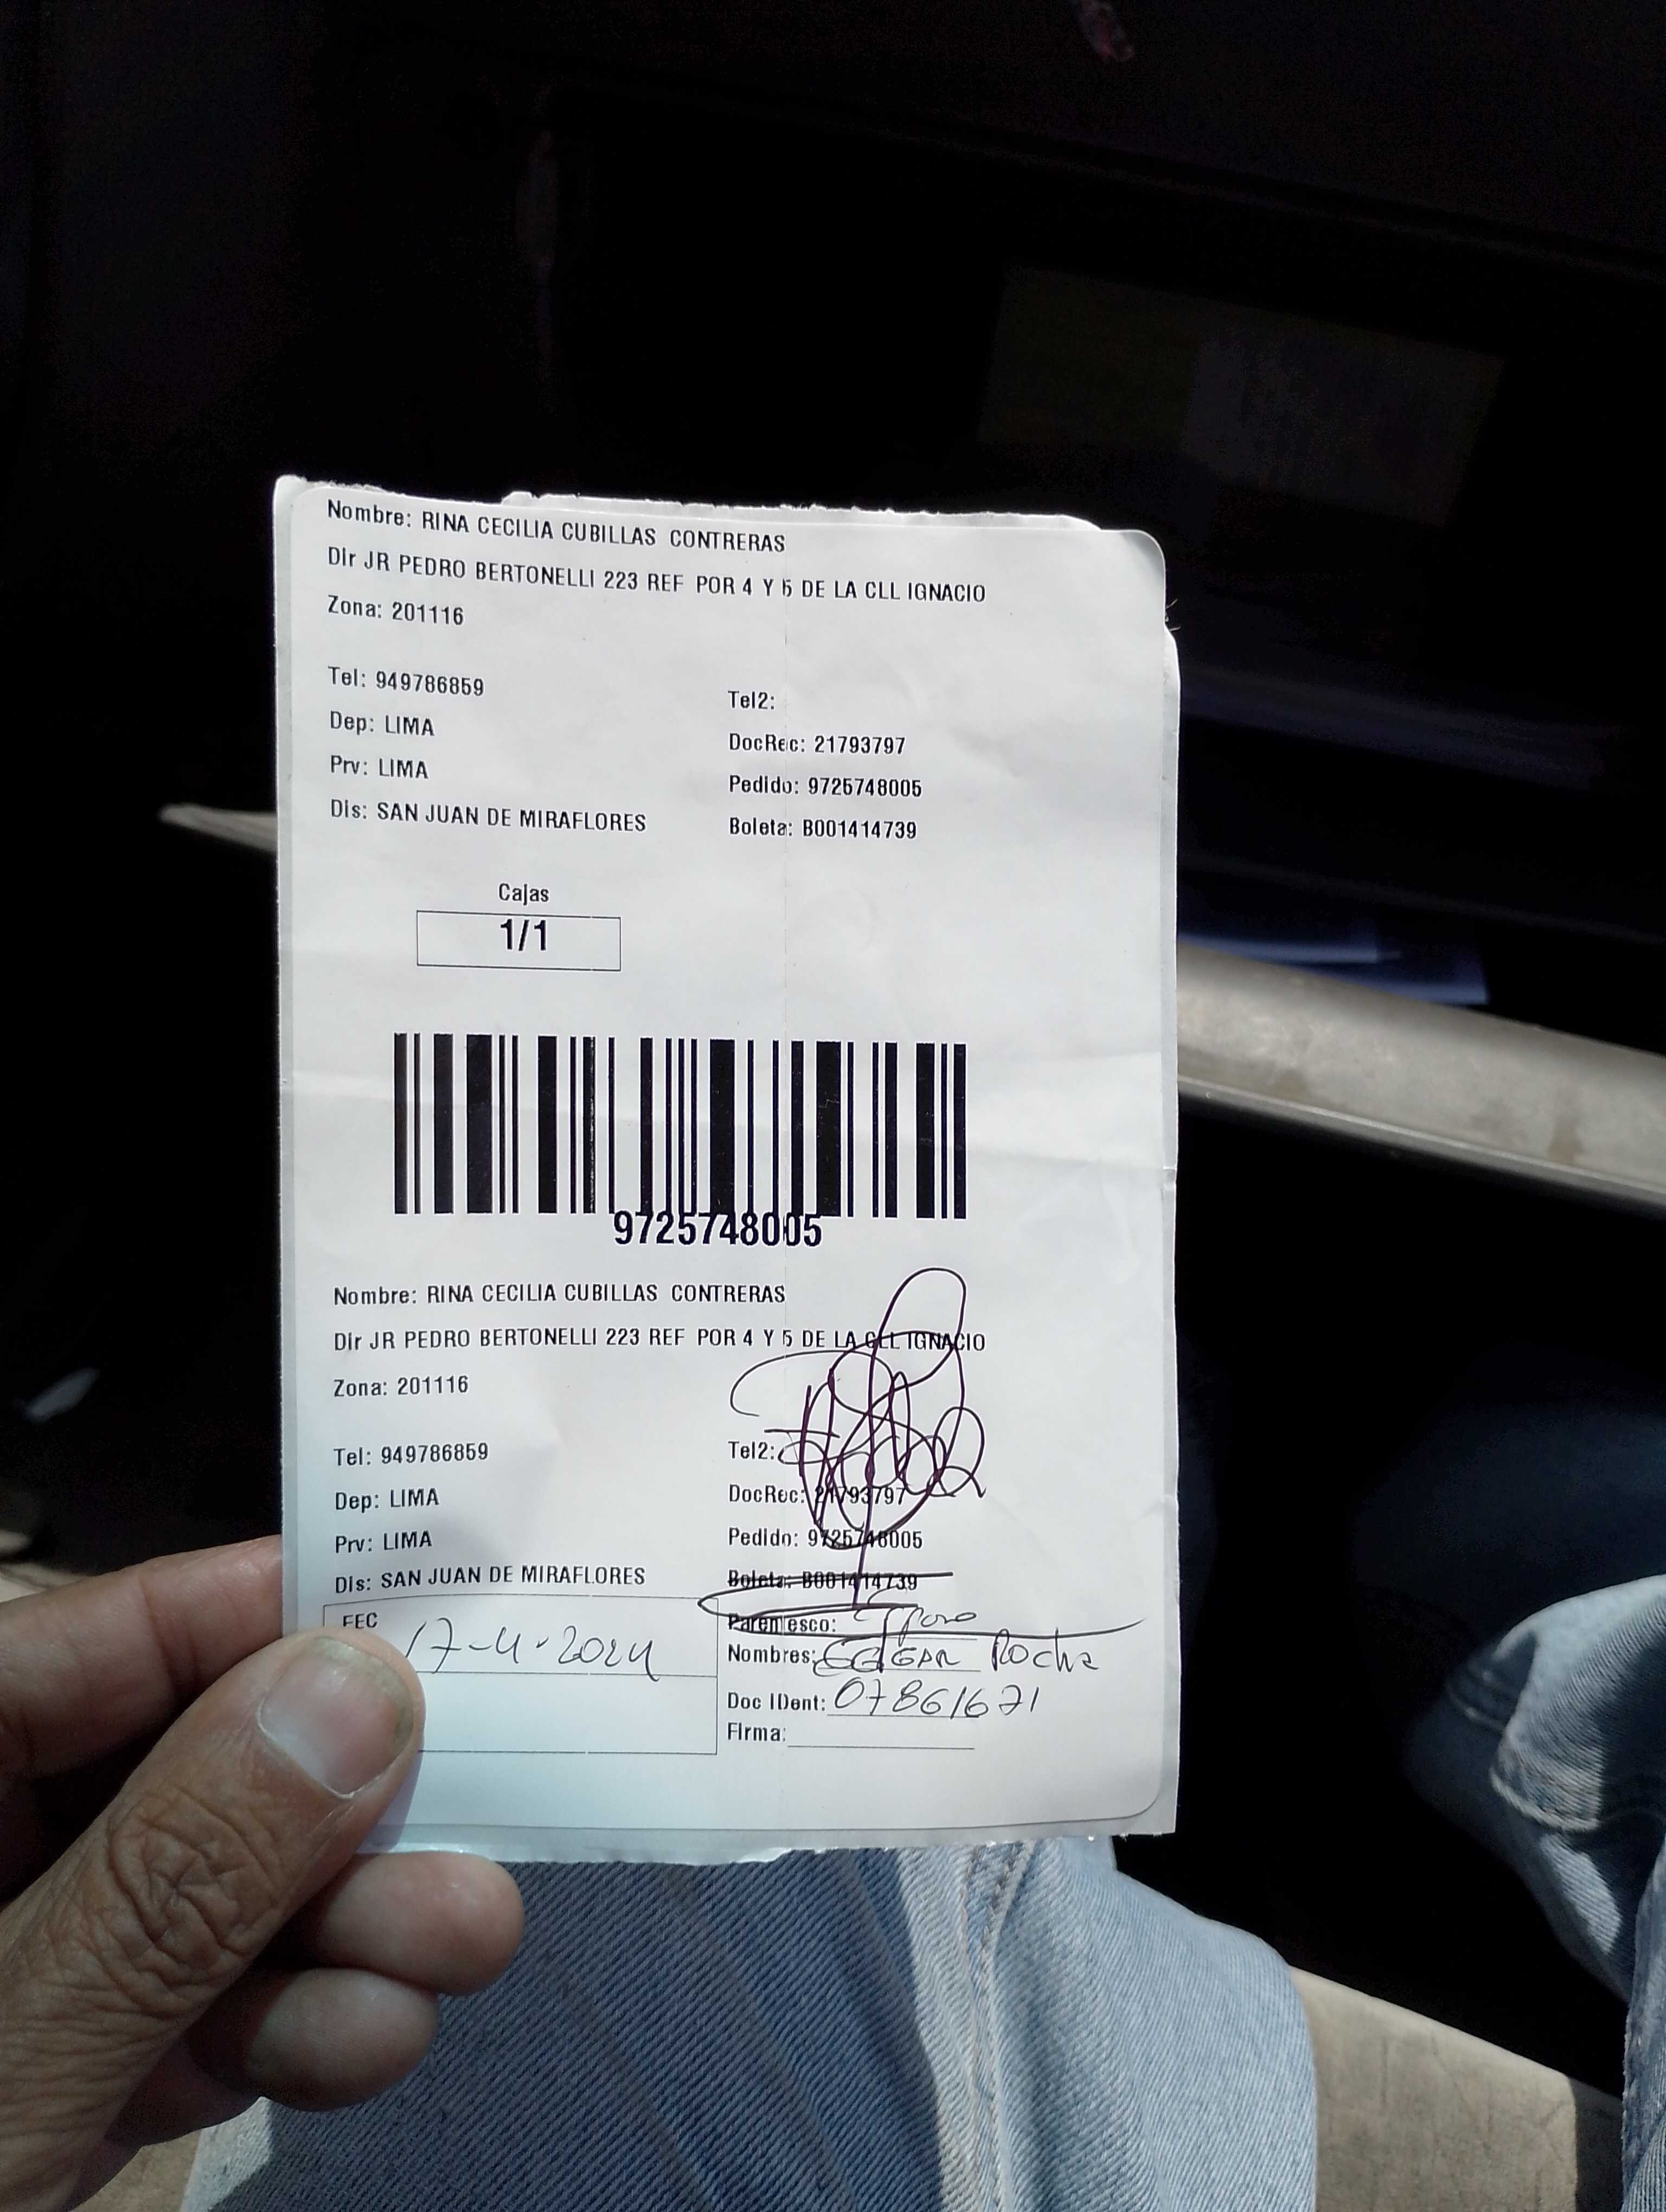 Nombre: RINA CECILIA CUBILLAS CONTRERAS
Dir JR PEDRO BERTONELLI 223 REF POR 4 Y 5 DE LA CLL IGNACIO
Zona: 201116
Tel: 949786859 Tel2:
Dep: LIMA DocRec: 21793797
Prv: LIMA Pedido: 9725748005
Dis: SAN JUAN DE MIRAFLORES Boleta: B001414739
Cajas
1/1
9725748005
Nombre: RINA CECILIA CUBILLAS CONTRERAS
Dir JR PEDRO BERTONELLI 223 REF POR 4 Y 5 DE LA CLL IGNACIO
Zona: 201116
Tel: 949786859 Tel2:
Dep: LIMA DocRec: 21793797
Prv: LIMA Pedido: 9725748005
Dis: SAN JUAN DE MIRAFLORES Boleta: B001414739
FEC 17-4-2024 Parentesco:
Nombres: EDGAR Rocha
Doc IDent: 07861671
Firma: